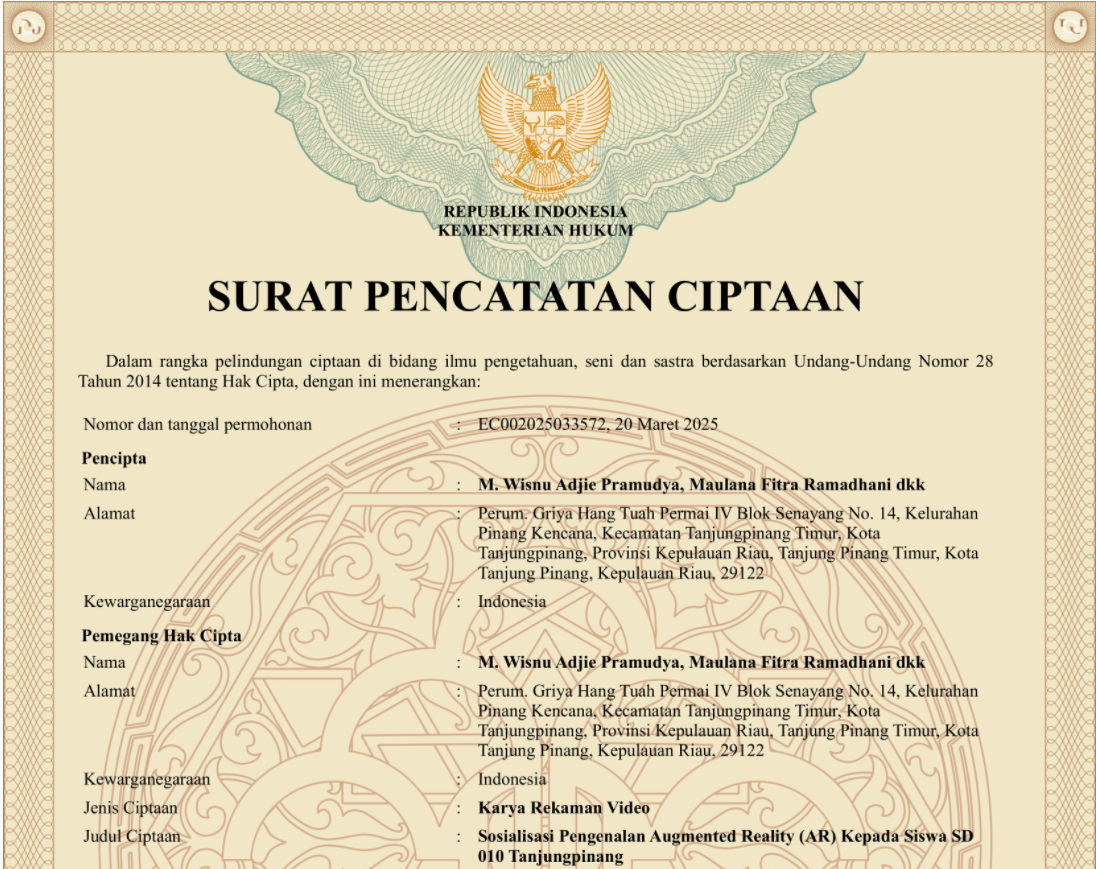 REPUBLIK INDONESIA
KEMENTERIAN HUKUM
SURAT PENCATATAN CIPTAAN
Dalam rangka pelindungan ciptaan di bidang ilmu pengetahuan, seni dan sastra berdasarkan Undang-Undang Nomor 28
Tahun 2014 tentang Hak Cipta, dengan ini menerangkan:
Nomor dan tanggal permohonan : EC002025033572, 20 Maret 2025
Pencipta
Nama : M. Wisnu Adjie Pramudya, Maulana Fitra Ramadhani dkk
Alamat : Perum. Griya Hang Tuah Permai IV Blok Senayang No. 14, Kelurahan
Pinang Kencana, Kecamatan Tanjungpinang Timur, Kota
Tanjungpinang, Provinsi Kepulauan Riau, Tanjung Pinang Timur, Kota
Tanjung Pinang, Kepulauan Riau, 29122
Kewarganegaraan : Indonesia
Pemegang Hak Cipta
Nama : M. Wisnu Adjie Pramudya, Maulana Fitra Ramadhani dkk
Alamat : Perum. Griya Hang Tuah Permai IV Blok Senayang No. 14, Kelurahan
Pinang Kencana, Kecamatan Tanjungpinang Timur, Kota
Tanjungpinang, Provinsi Kepulauan Riau, Tanjung Pinang Timur, Kota
Tanjung Pinang, Kepulauan Riau, 29122
Kewarganegaraan : Indonesia
Jenis Ciptaan : Karya Rekaman Video
Judul Ciptaan : Sosialisasi Pengenalan Augmented Reality (AR) Kepada Siswa SD
010 Tanjungpinang